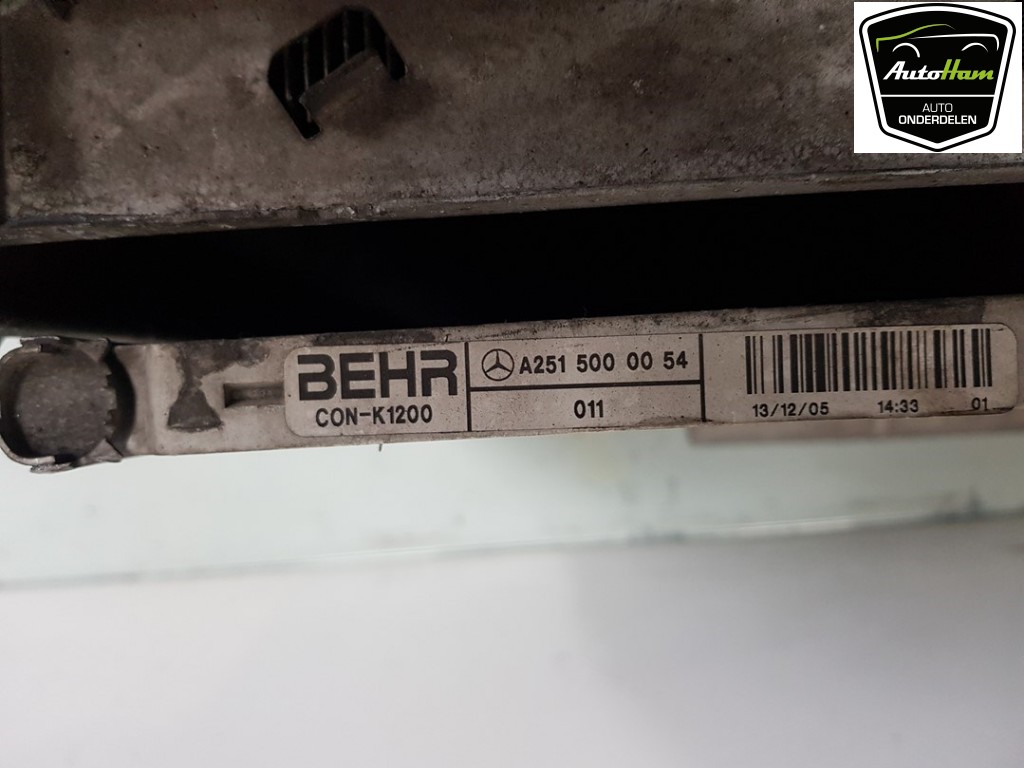 AutoHam
AUTO
ONDERDELEN
BEHR
CON-K1200
A251 500 00 54
011
13/12/05 14:33 01